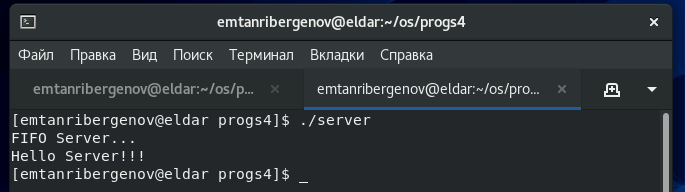 emtanribergenov@eldar:~/os/progs4
Файл Правка Вид Поиск Терминал Вкладки Справка
emtanribergenov@eldar:~/os/p... emtanribergenov@eldar:~/os/pro...
[emtanribergenov@eldar progs4]$ ./server
FIFO Server...
Hello Server!!!
[emtanribergenov@eldar progs4]$ _